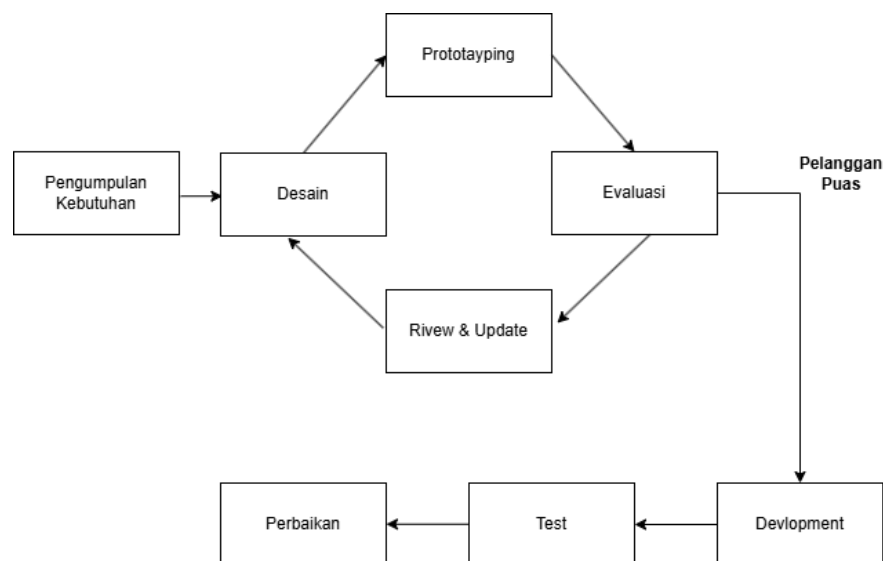 Prototayping
Pengumpulan
Kebutuhan
Desain
Evaluasi
Pelanggan
Puas
Rivew & Update
Perbaikan
Test
Devlopment